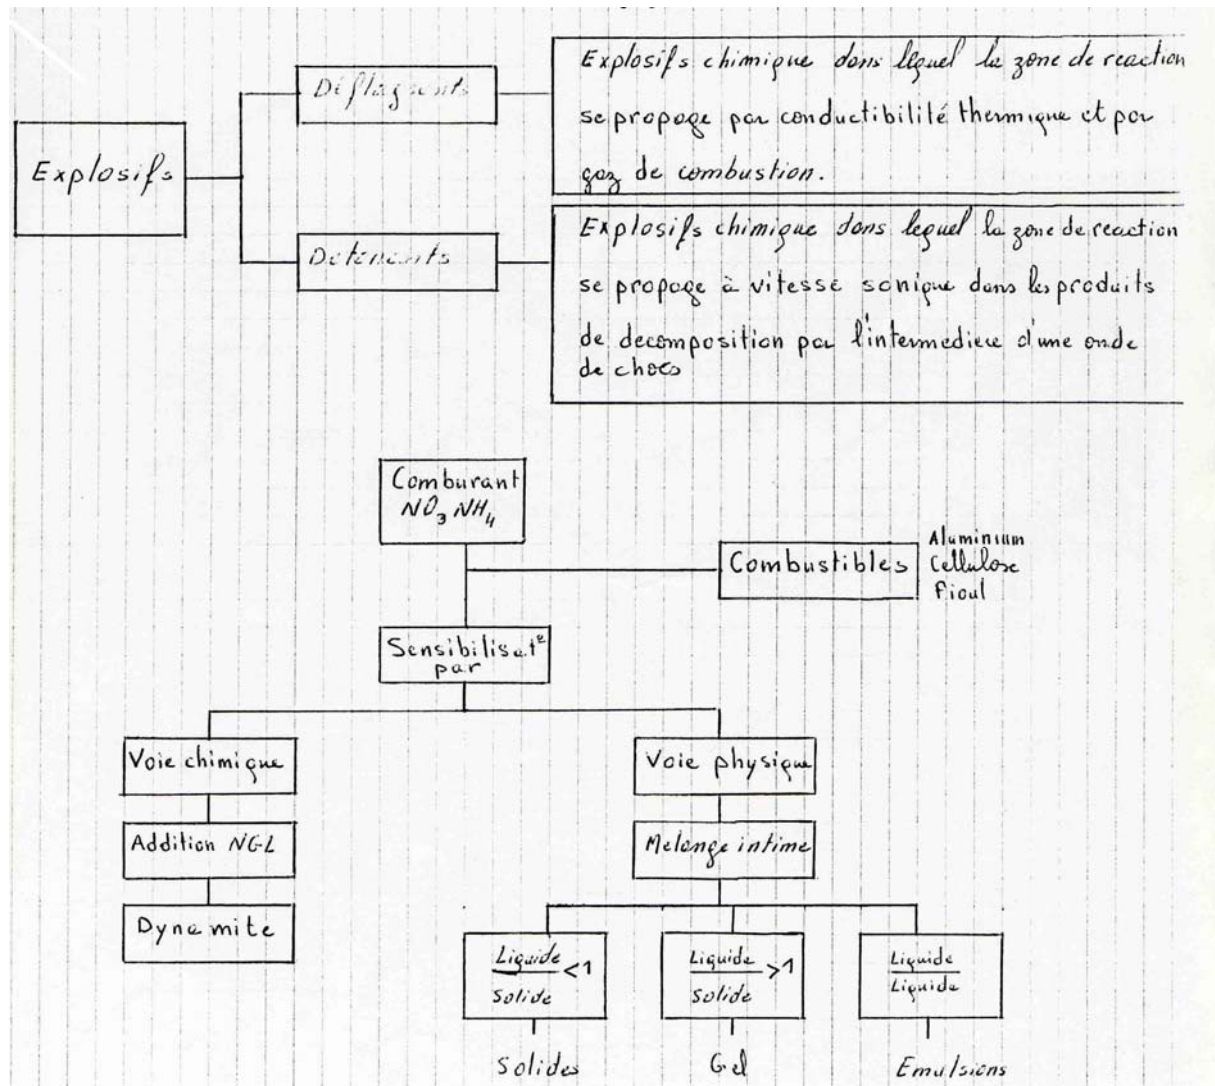 Explosifs
Déflagrants
Explosifs chimique dans lequel la zone de reaction
se propage par conductibilité thermique et par
gaz de combustion.
Détonants
Explosifs chimique dans lequel la zone de reaction
se propage à vitesse sonique dans les produits
de decomposition par l'intermediere d'une onde
de chocs
Comburant
NO3 NH4
Combustibles
Aluminium
Cellulose
Fioul
Sensibilisatº
par
Voie chimique
Addition NGL
Dynamite
Voie physique
Melange intime
Liquide
Solide
<1
Solides
Liquide
Solide
>1
Gel
Liquide
Liquide
Emulsions